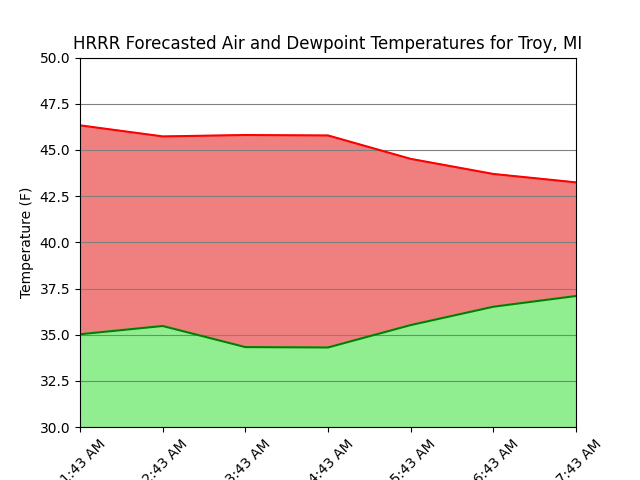 HRRR Forecasted Air and Dewpoint Temperatures for Troy, MI
50.0
47.5
45.0
42.5
40.0
37.5
35.0
32.5
30.0
Temperature (F)
1:43 AM
2:43 AM
3:43 AM
4:43 AM
5:43 AM
6:43 AM
7:43 AM